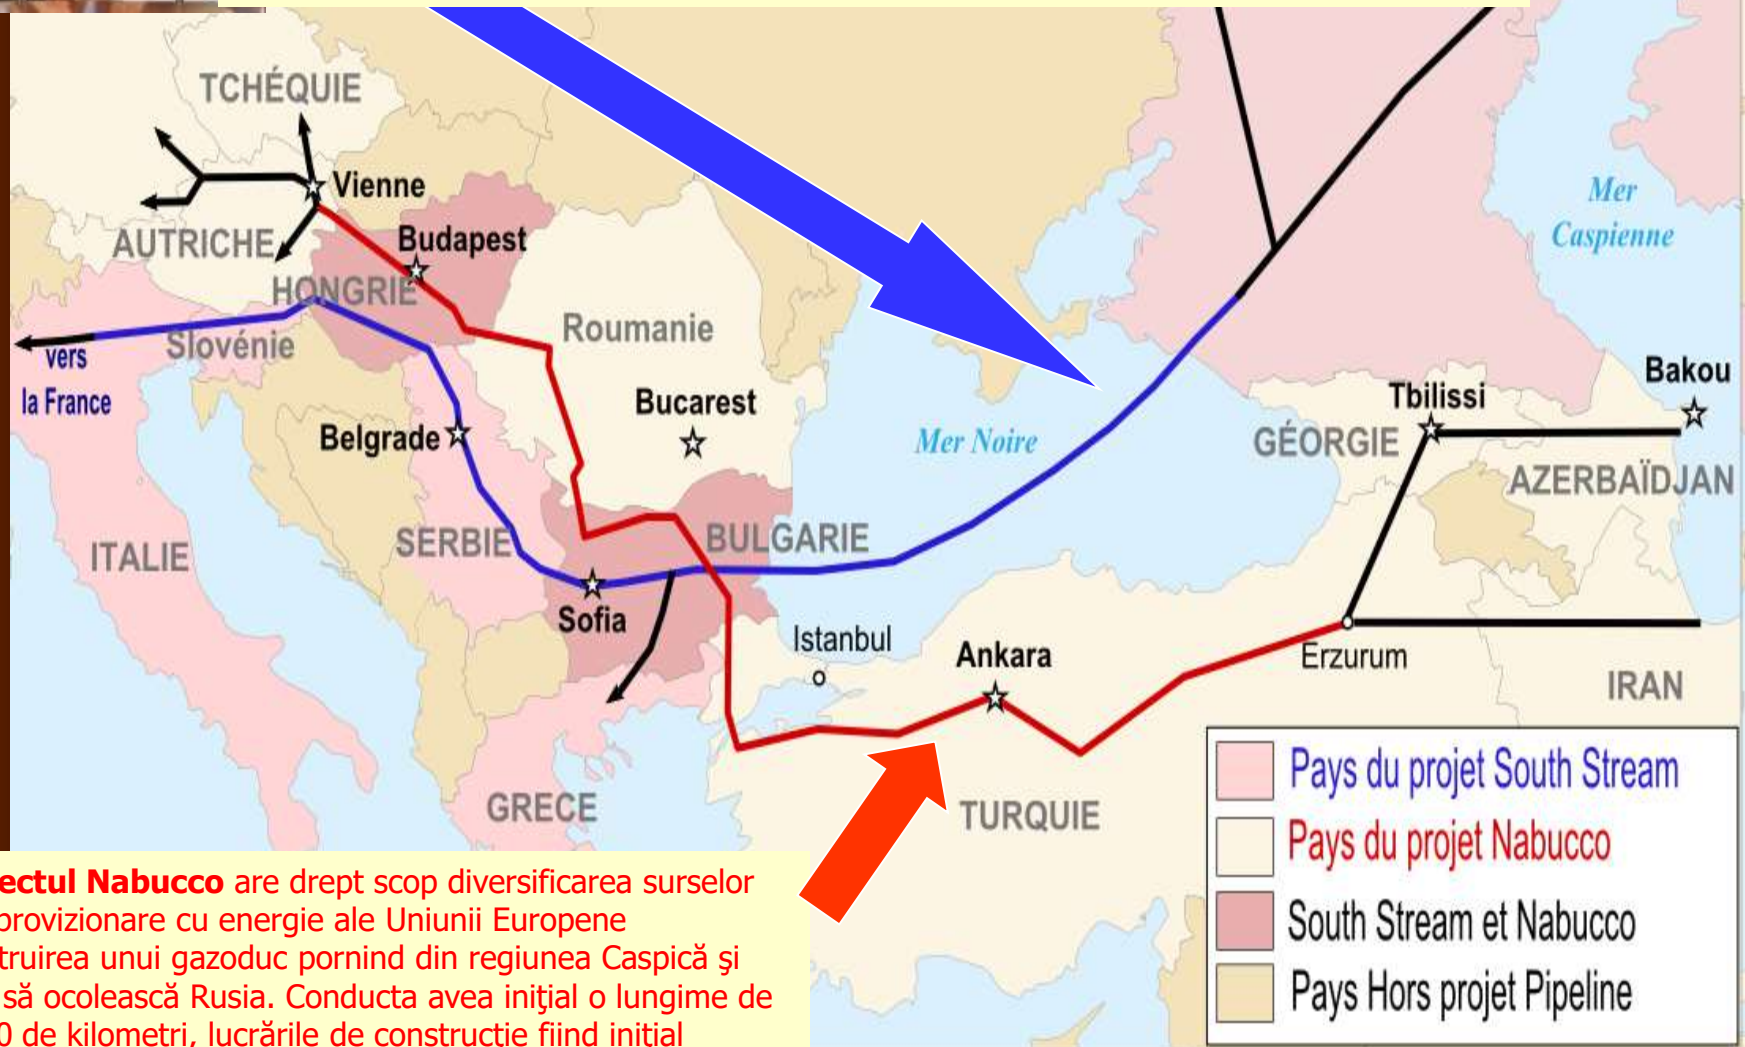 TCHÉQUIE
Vienne
AUTRICHE
Budapest
HONGRIE
Slovénie
vers
la France
Roumanie
Bucarest
Belgrade
SERBIE
ITALIE
BULGARIE
Sofia
GRECE
Mer Noire
Mer
Caspienne
Bakou
Tbilissi
GÉORGIE
AZERBAÏDJAN
Istanbul
Ankara
Erzurum
IRAN
TURQUIE
Pays du projet South Stream
Pays du projet Nabucco
South Stream et Nabucco
Pays Hors projet Pipeline
ectul Nabucco are drept scop diversificarea surselor
provizionare cu energie ale Uniunii Europene
truirea unui gazoduc pornind din regiunea Caspică şi
să ocolească Rusia. Conducta avea iniţial o lungime de
0 de kilometri, lucrările de construcţie fiind iniţial